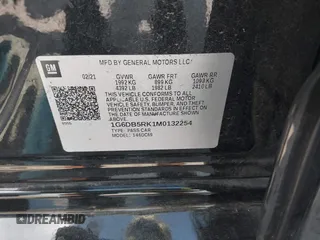 GM
MFD BY GENERAL MOTORS LLC
02/21 GVWR GAWR FRT GAWR RR
1992 KG 899 KG 1093 KG
4392 LB 1982 LB 2410 LB
THIS VEHICLE CONFORMS TO ALL APPLICABLE U.S. FEDERAL MOTOR
VEHICLE SAFETY, BUMPER, AND THEFT PREVENTION
STANDARDS IN EFFECT ON THE DATE OF MANUFACTURE
SHOWN ABOVE.
1G6DB5RK1M0132254
TYPE: PASS CAR
MODEL:
DREAMBID